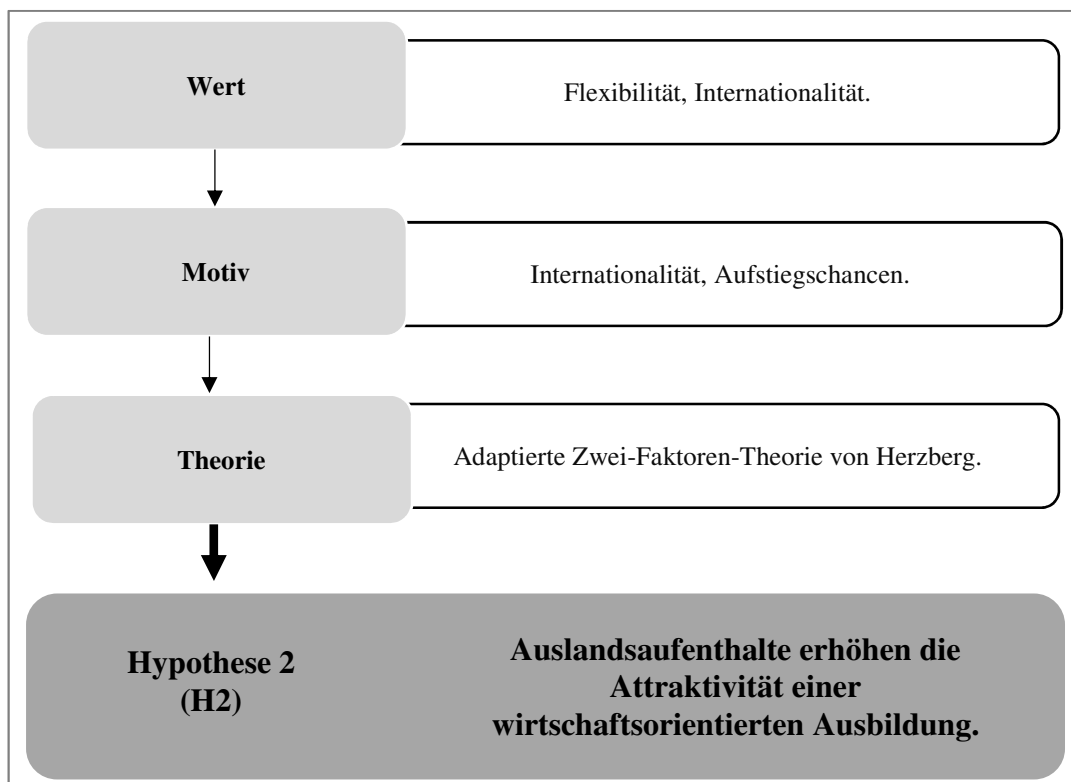 Wert
Flexibilität, Internationalität.
Motiv
Internationalität, Aufstiegschancen.
Theorie
Adaptierte Zwei-Faktoren-Theorie von Herzberg.
Hypothese 2
(H2)
Auslandsaufenthalte erhöhen die
Attraktivität einer
wirtschaftsorientierten Ausbildung.